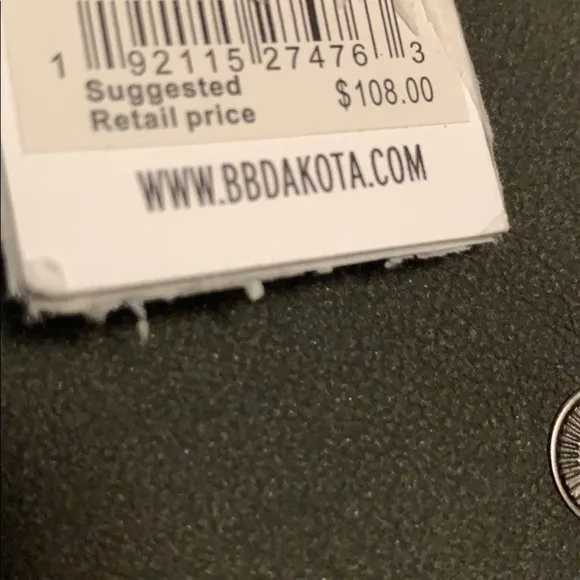 1 92115 27476 3
Suggested
Retail price $108.00
WWW.BBDAKOTA.COM